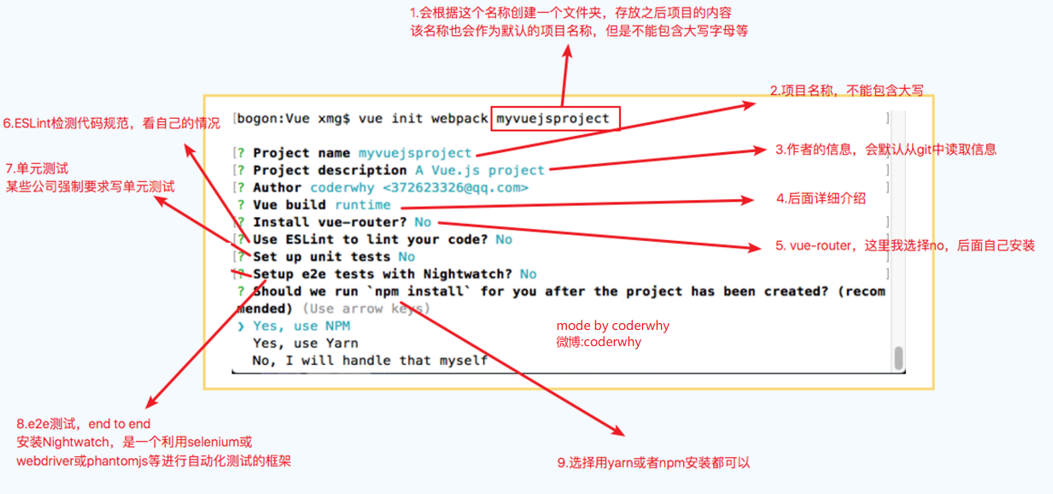 1.会根据这个名称创建一个文件夹，存放之后项目的内容
该名称也会作为默认的项目名称，但是不能包含大写字母等
2.项目名称，不能包含大写
[bogon:Vue xmg$ vue init webpack myvuejsproject ]
6.ESLint检测代码规范，看自己的情况
3.作者的信息，会默认从git中读取信息
[? Project name myvuejsproject ]
7.单元测试
某些公司强制要求写单元测试
[? Project description A Vue.js project ]
[? Author coderwhy <372623326@qq.com> ]
4.后面详细介绍
? Vue build runtime
[? Install vue-router? No ]
5. vue-router，这里我选择no，后面自己安装
[? Use ESLint to lint your code? No ]
[? Set up unit tests No ]
[? Setup e2e tests with Nightwatch? No ]
? Should we run `npm install` for you after the project has been created? (recom
mended) (Use arrow keys)
❯ Yes, use NPM
Yes, use Yarn
No, I will handle that myself
mode by coderwhy
微博:coderwhy
8.e2e测试，end to end
安装Nightwatch，是一个利用selenium或
webdriver或phantomjs等进行自动化测试的框架
9.选择用yarn或者npm安装都可以